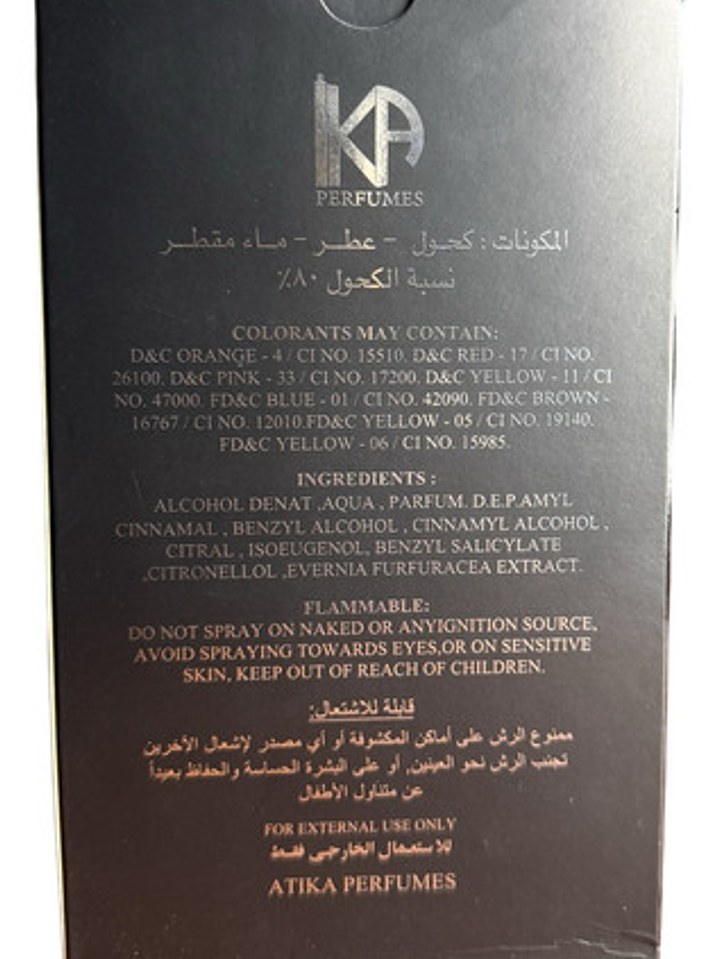 KA
PERFUMES
المكونات : كحول - عطر - ماء مقطر
نسبة الكحول ٨٠٪
COLORANTS MAY CONTAIN:
D&C ORANGE - 4 / CI NO. 15510. D&C RED - 17 / CI NO.
26100. D&C PINK - 33 / CI NO. 17200. D&C YELLOW - 11 / CI
NO. 47000. FD&C BLUE - 01 / CI NO. 42090. FD&C BROWN -
16767 / CI NO. 12010.FD&C YELLOW - 05 / CI NO. 19140.
FD&C YELLOW - 06 / CI NO. 15985.
INGREDIENTS :
ALCOHOL DENAT ,AQUA , PARFUM. D.E.P.AMYL
CINNAMAL , BENZYL ALCOHOL , CINNAMYL ALCOHOL ,
CITRAL , ISOEUGENOL, BENZYL SALICYLATE
,CITRONELLOL ,EVERNIA FURFURACEA EXTRACT.
FLAMMABLE:
DO NOT SPRAY ON NAKED OR ANYIGNITION SOURCE,
AVOID SPRAYING TOWARDS EYES,OR ON SENSITIVE
SKIN, KEEP OUT OF REACH OF CHILDREN.
قابلة للاشتعال:
ممنوع الرش على أماكن المكشوفة أو أي مصدر لإشعال الآخرين
تجنب الرش نحو العينين, أو على البشرة الحساسة والحفاظ بعيداً
عن متناول الأطفال
FOR EXTERNAL USE ONLY
للاستعمال الخارجى فقط
ATIKA PERFUMES